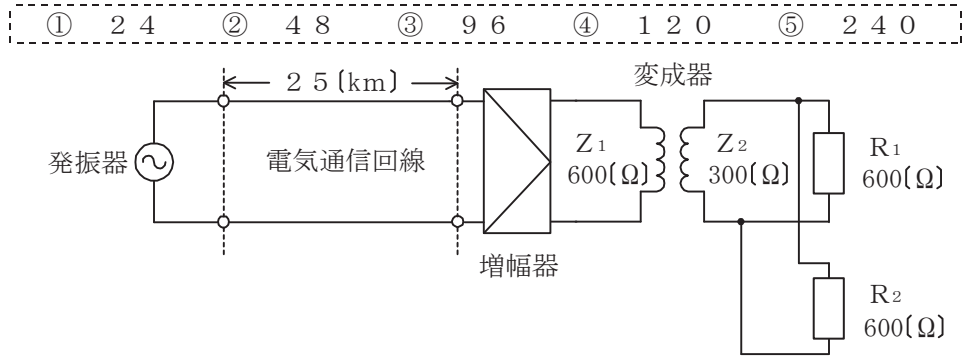 ① 24 ② 48 ③ 96 ④ 120 ⑤ 240
25〔km〕
変成器
発振器
電気通信回線
Z1
600〔Ω〕
Z2
300〔Ω〕
R1
600〔Ω〕
増幅器
R2
600〔Ω〕